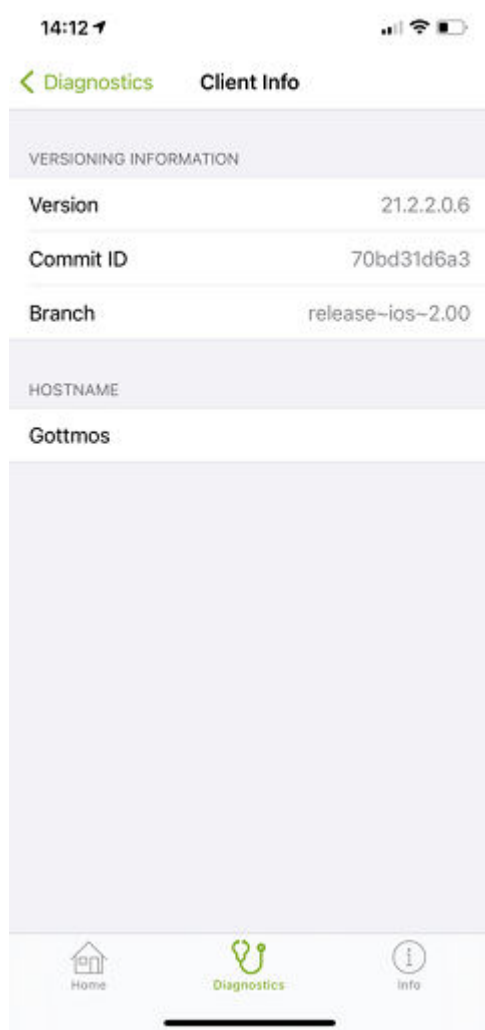 14:12
Diagnostics Client Info
VERSIONING INFORMATION
Version 21.2.2.0.6
Commit ID 70bd31d6a3
Branch release~ios~2.00
HOSTNAME
Gottmos
Home Diagnostics Info